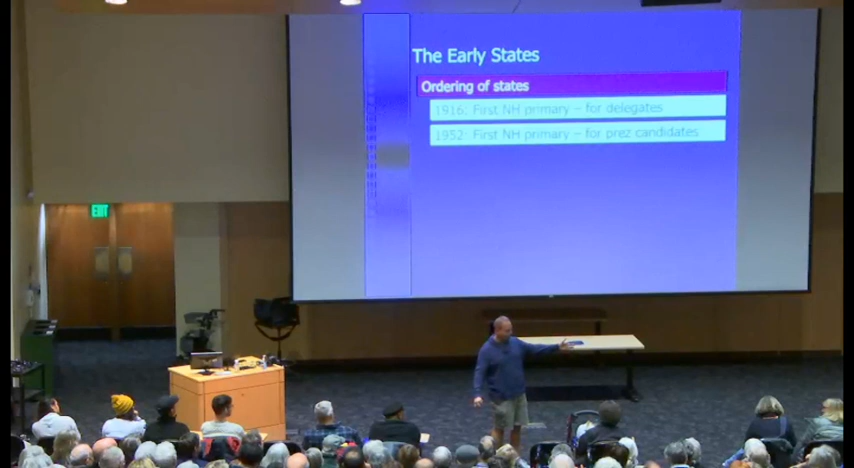 The Early States
Ordering of states
1916: First NH primary – for delegates
1952: First NH primary – for prez candidates
EXIT